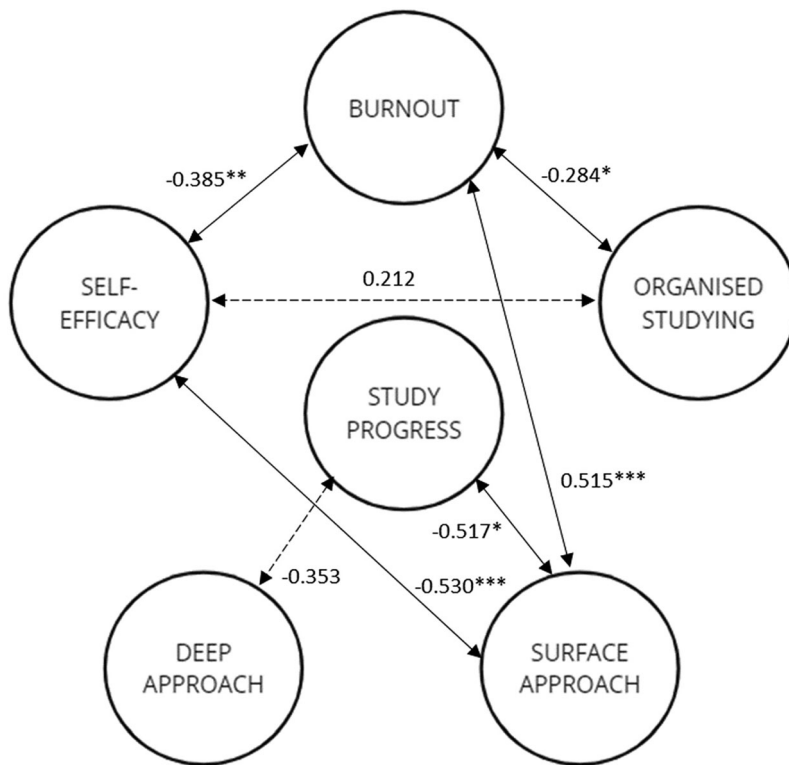 BURNOUT
-0.385**
-0.284*
SELF-
EFFICACY
0.212
ORGANISED
STUDYING
STUDY
PROGRESS
0.515***
-0.517*
-0.353
-0.530***
DEEP
APPROACH
SURFACE
APPROACH